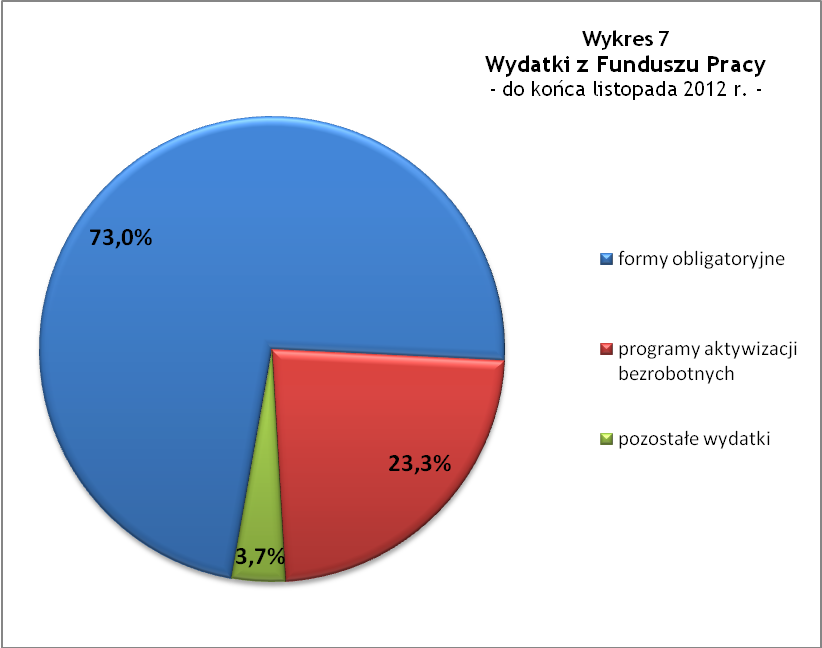 Wykres 7
Wydatki z Funduszu Pracy
- do końca listopada 2012 r. -
73,0%
formy obligatoryjne
programy aktywizacji
bezrobotnych
23,3%
pozostałe wydatki
3,7%